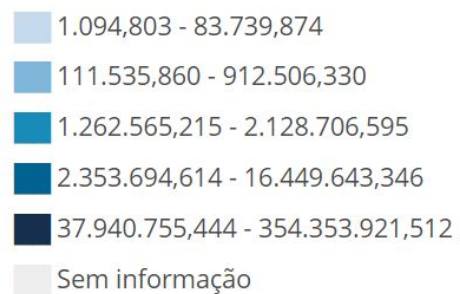 1.094,803 - 83.739,874
111.535,860 - 912.506,330
1.262.565,215 - 2.128.706,595
2.353.694,614 - 16.449.643,346
37.940.755,444 - 354.353.921,512
Sem informação